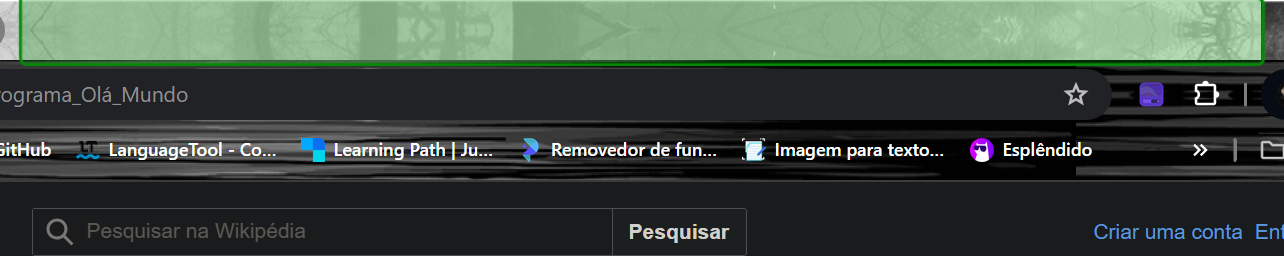 ograma_Olá_Mundo
GitHub LanguageTool - Co... Learning Path | Ju... Removedor de fun... Imagem para texto... Esplêndido »
Pesquisar na Wikipédia Pesquisar Criar uma conta Ent